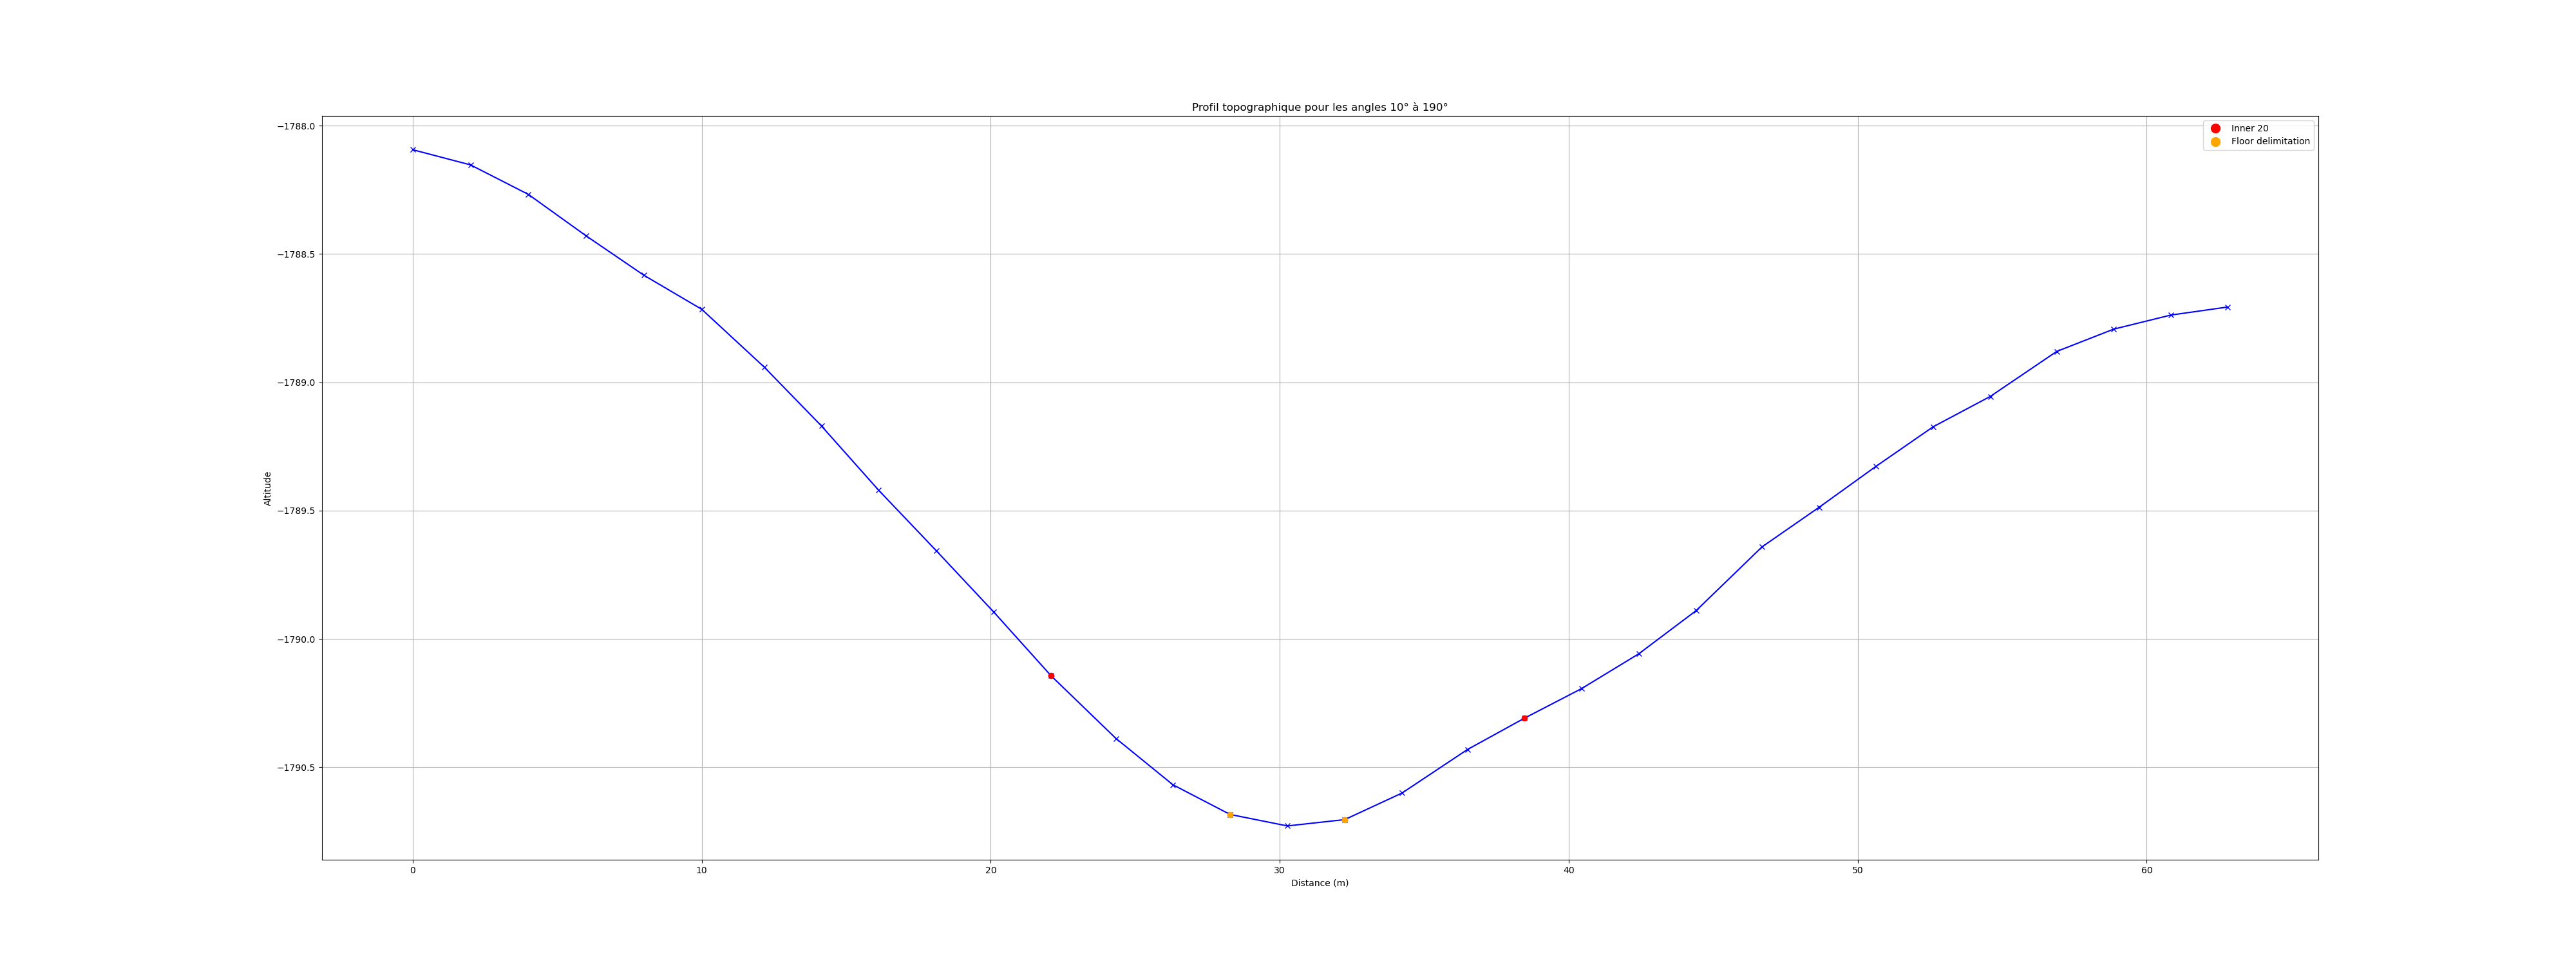 Profil topographique pour les angles 10° à 190°
Inner 20
Floor delimitation
Altitude
−1788.0
−1788.5
−1789.0
−1789.5
−1790.0
−1790.5
0 10 20 30 40 50 60
Distance (m)